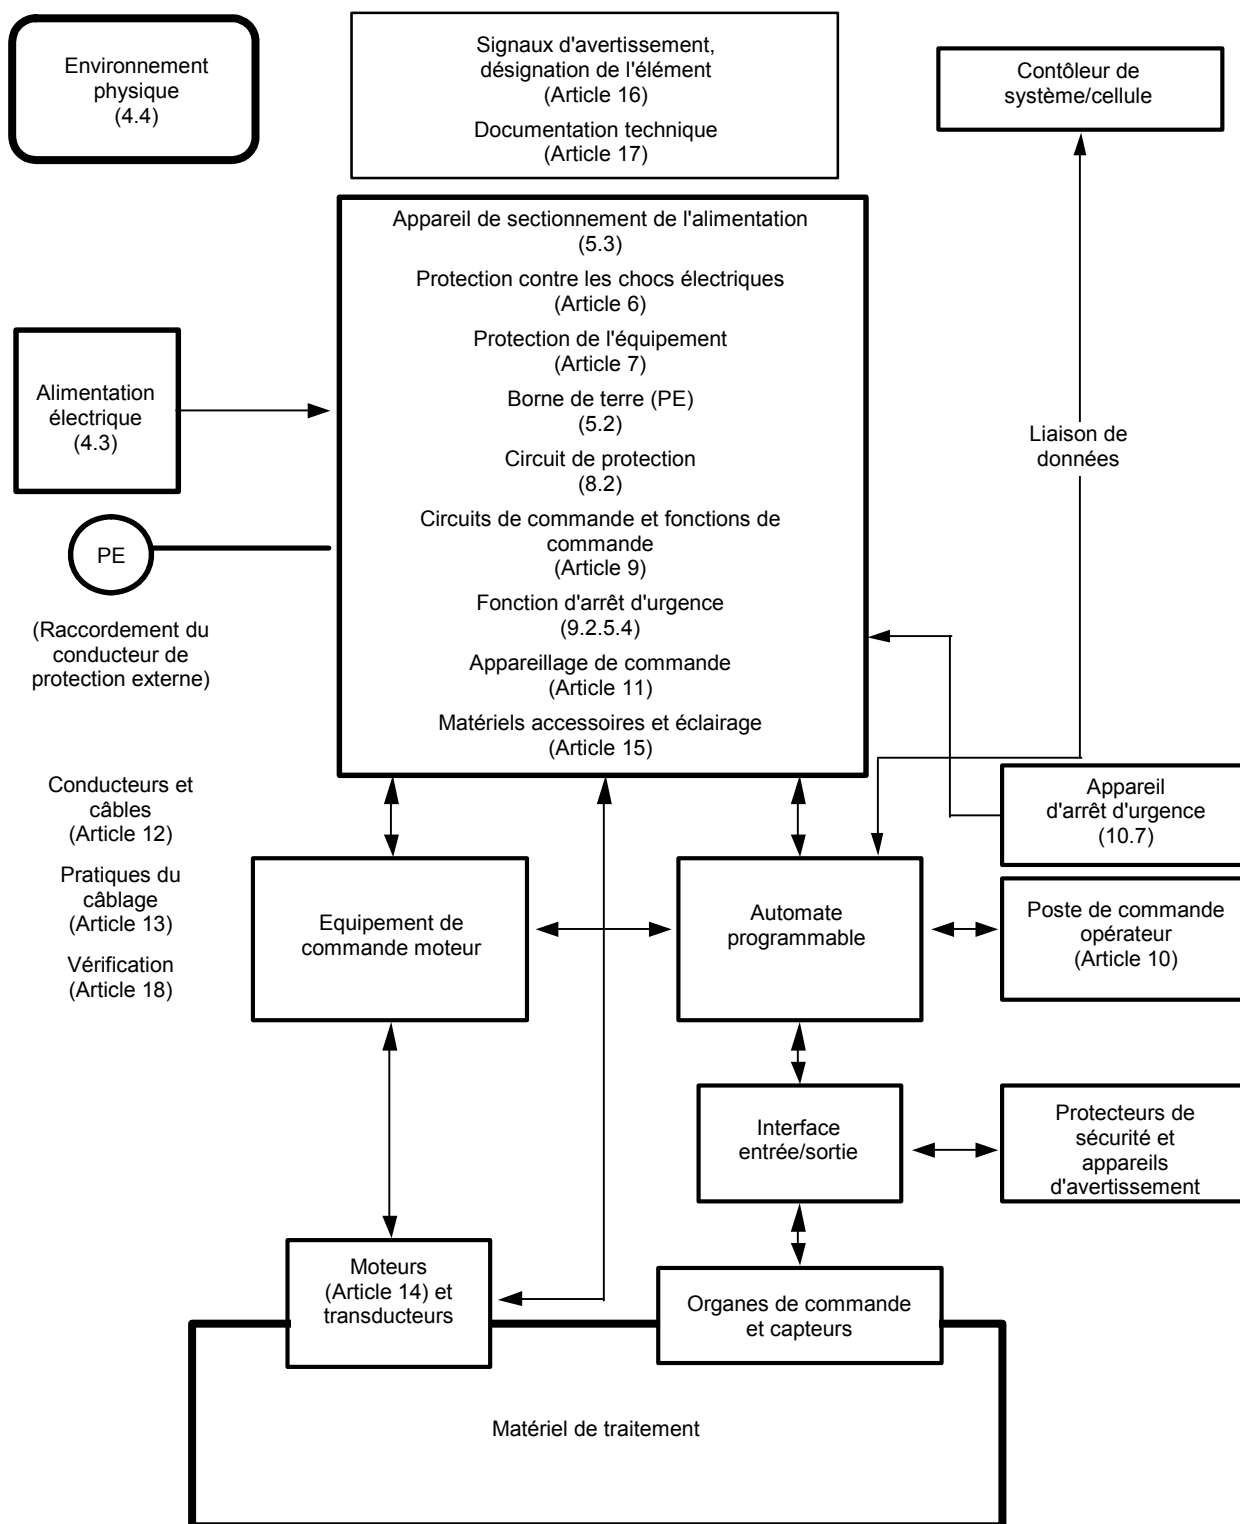 Environnement
physique
(4.4)
Signaux d'avertissement,
désignation de l'élément
(Article 16)
Documentation technique
(Article 17)
Contôleur de
système/cellule
Appareil de sectionnement de l'alimentation
(5.3)
Protection contre les chocs électriques
(Article 6)
Protection de l'équipement
(Article 7)
Borne de terre (PE)
(5.2)
Circuit de protection
(8.2)
Circuits de commande et fonctions de
commande
(Article 9)
Fonction d'arrêt d'urgence
(9.2.5.4)
Appareillage de commande
(Article 11)
Matériels accessoires et éclairage
(Article 15)
Alimentation
électrique
(4.3)
PE
(Raccordement du
conducteur de
protection externe)
Liaison de
données
Conducteurs et
câbles
(Article 12)
Pratiques du
câblage
(Article 13)
Vérification
(Article 18)
Appareil
d'arrêt d'urgence
(10.7)
Equipement de
commande moteur
Automate
programmable
Poste de commande
opérateur
(Article 10)
Interface
entrée/sortie
Protecteurs de
sécurité et
appareils
d'avertissement
Moteurs
(Article 14) et
transducteurs
Organes de commande
et capteurs
Matériel de traitement